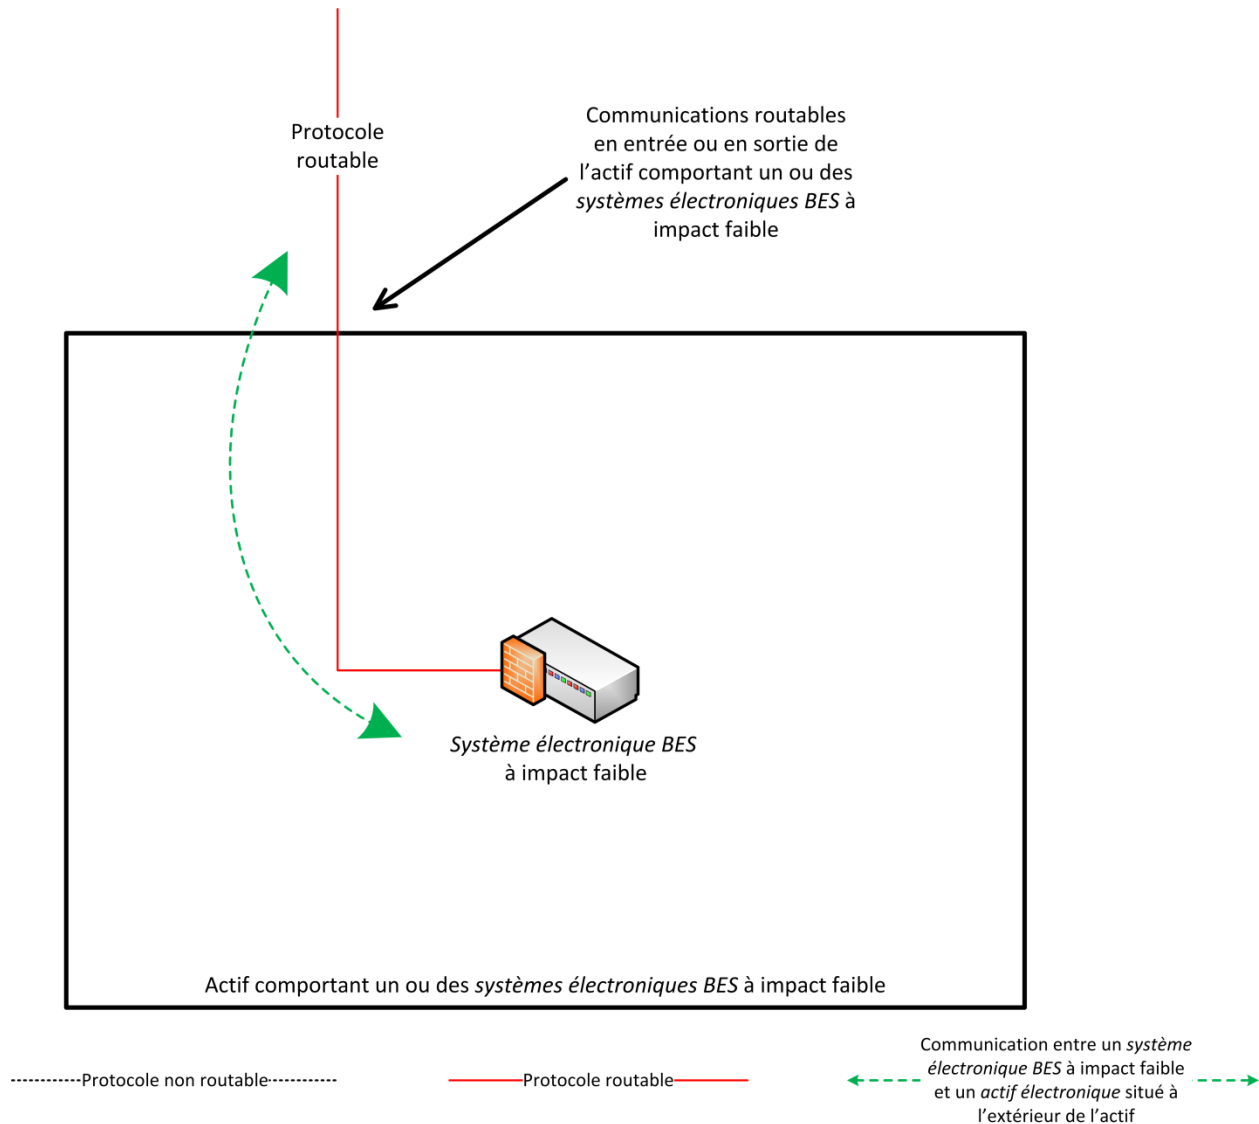 Protocole
routable
Communications routables
en entrée ou en sortie de
l’actif comportant un ou des
systèmes électroniques BES à
impact faible
Système électronique BES
à impact faible
Actif comportant un ou des systèmes électroniques BES à impact faible
Protocole non routable
Protocole routable
Communication entre un système
électronique BES à impact faible
et un actif électronique situé à
l’extérieur de l’actif